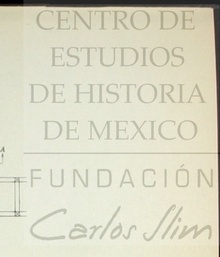 CENTRO DE
ESTUDIOS
DE HISTORIA
DE MEXICO
FUNDACIÓN
Carlos Slim
A